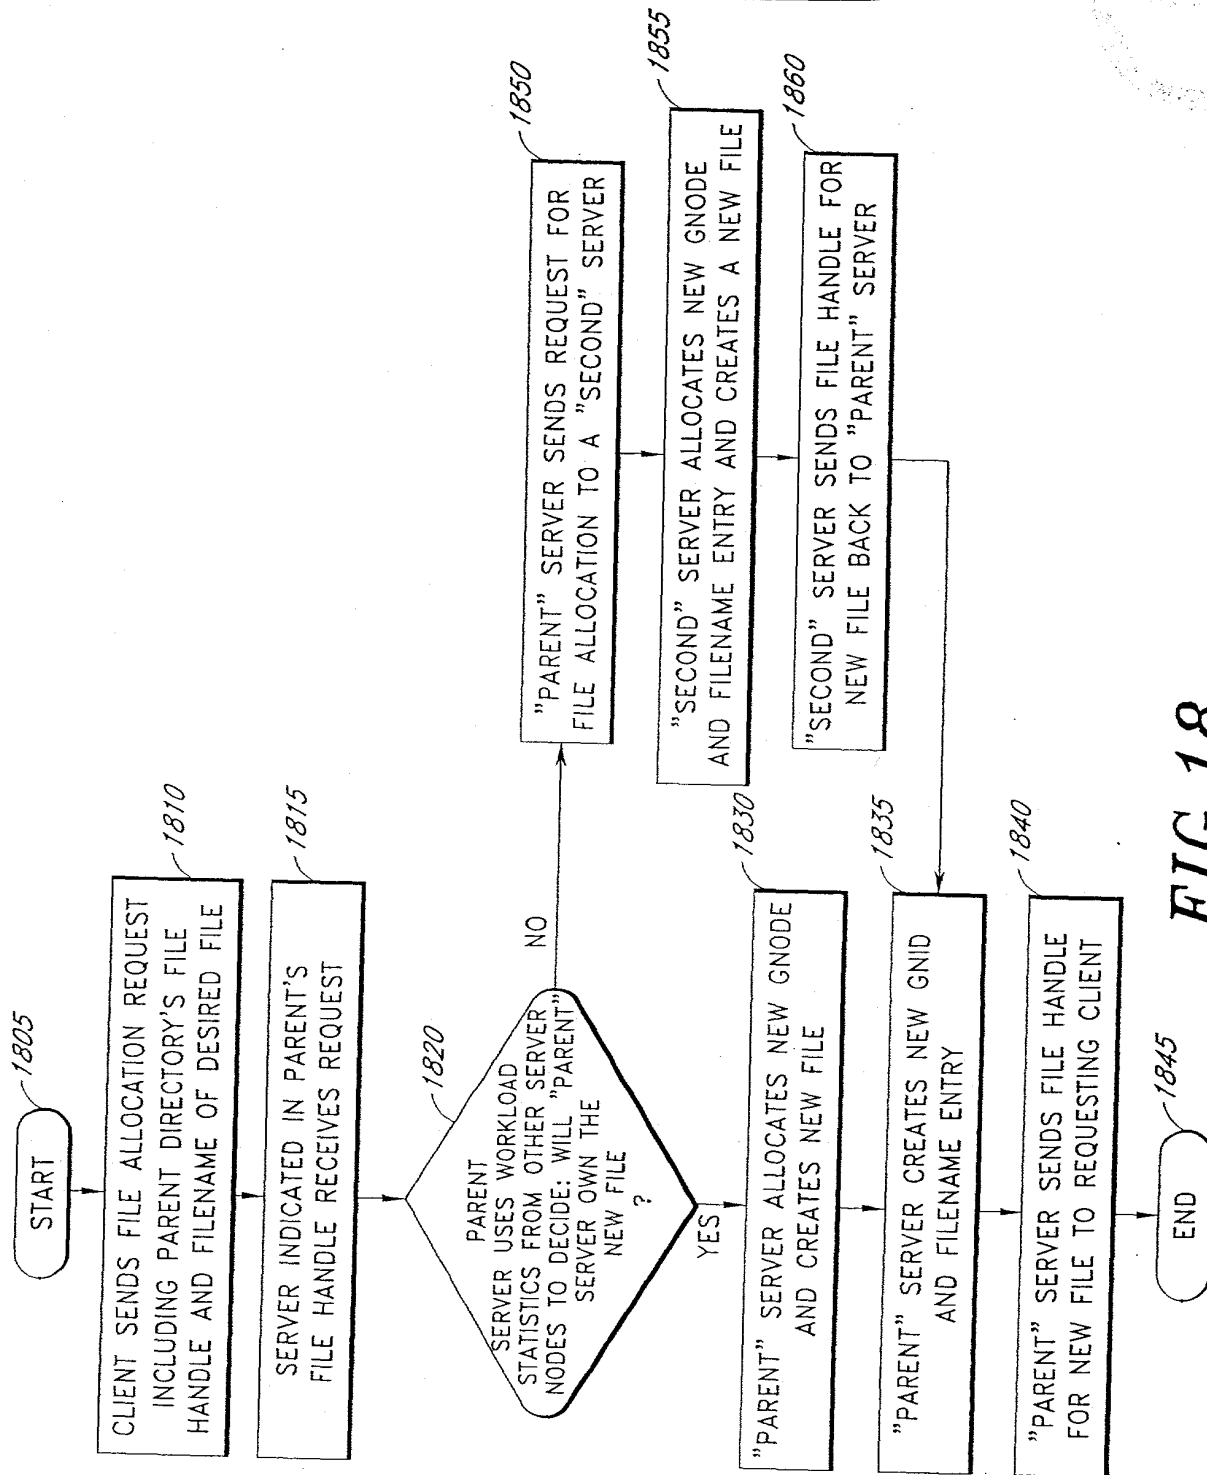 START
1805
CLIENT SENDS FILE ALLOCATION REQUEST
INCLUDING PARENT DIRECTORY'S FILE
HANDLE AND FILENAME OF DESIRED FILE
1810
SERVER INDICATED IN PARENT'S
FILE HANDLE RECEIVES REQUEST
1815
PARENT
SERVER USES WORKLOAD
STATISTICS FROM OTHER SERVER
NODES TO DECIDE: WILL "PARENT"
SERVER OWN THE
NEW FILE
?
1820
NO
YES
"PARENT" SERVER ALLOCATES NEW GNODE
AND CREATES NEW FILE
1830
"PARENT" SERVER CREATES NEW GNID
AND FILENAME ENTRY
1835
"PARENT" SERVER SENDS FILE HANDLE
FOR NEW FILE TO REQUESTING CLIENT
1840
END
1845
"PARENT" SERVER SENDS REQUEST FOR
FILE ALLOCATION TO A "SECOND" SERVER
1850
"SECOND" SERVER ALLOCATES NEW GNODE
AND FILENAME ENTRY AND CREATES A NEW FILE
1855
"SECOND" SERVER SENDS FILE HANDLE FOR
NEW FILE BACK TO "PARENT" SERVER
1860
FIG.18